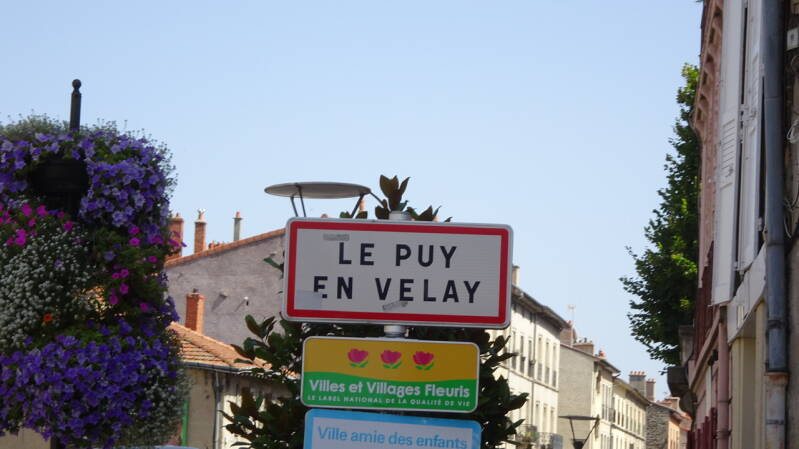 LE PUY
EN VELAY
Villes et Villages Fleuris
LE LABEL NATIONAL DE LA QUALITÉ DE VIE
Ville amie des enfants